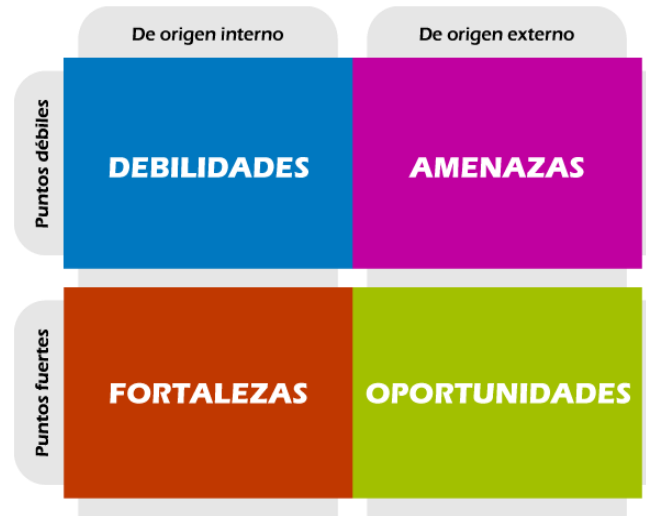 De origen interno
De origen externo
Puntos débiles
DEBILIDADES
AMENAZAS
Puntos fuertes
FORTALEZAS
OPORTUNIDADES